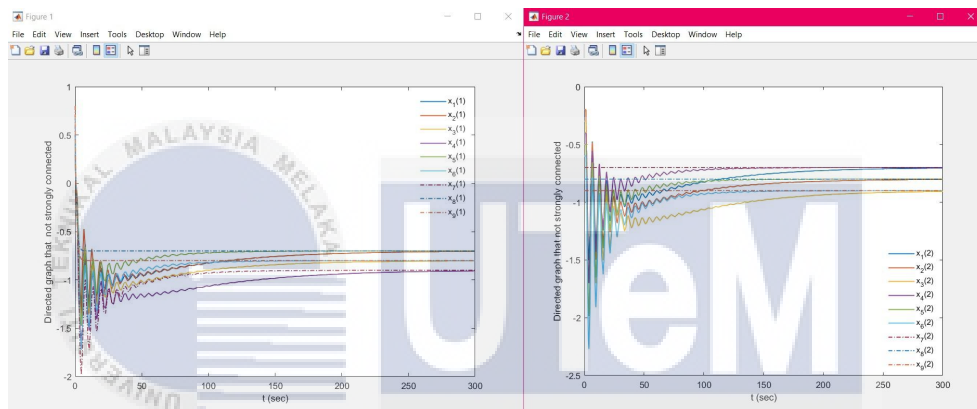 Figure 1
File Edit View Insert Tools Desktop Window Help
1
0.5
0
-0.5
-1
-1.5
-2
0 50 100 150 200 250 300
t (sec)
Directed graph that not strongly connected
x1(1)
x2(1)
x3(1)
x4(1)
x5(1)
x6(1)
x7(1)
x8(1)
x9(1)
Figure 2
File Edit View Insert Tools Desktop Window Help
0
-0.5
-1
-1.5
-2
-2.5
0 50 100 150 200 250 300
t (sec)
Directed graph that not strongly connected
x1(2)
x2(2)
x3(2)
x4(2)
x5(2)
x6(2)
x7(2)
x8(2)
x9(2)
MALAYSIA MELAKA
UTeM